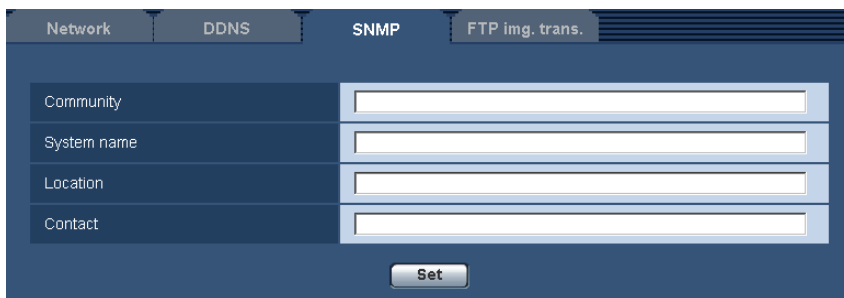 Network DDNS SNMP FTP img. trans.
Community
System name
Location
Contact
Set